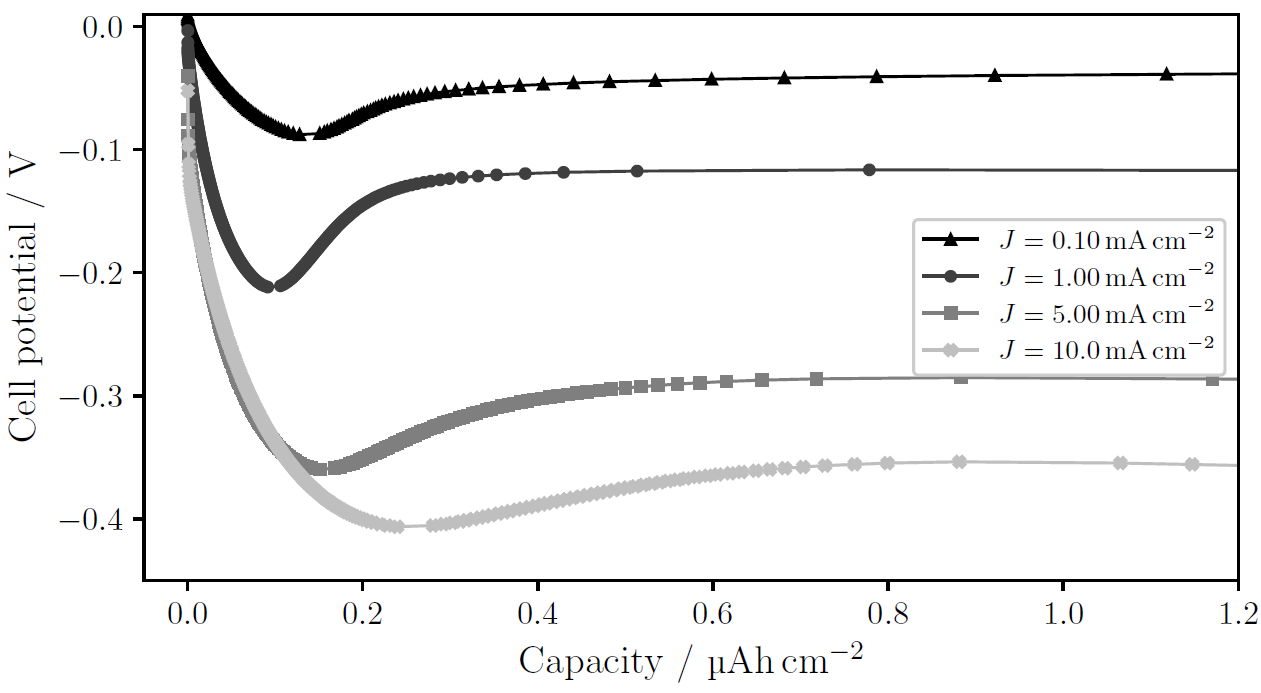 0.0
−0.1
−0.2
−0.3
−0.4
Cell potential / V
J = 0.10 mA cm⁻²
J = 1.00 mA cm⁻²
J = 5.00 mA cm⁻²
J = 10.0 mA cm⁻²
0.0 0.2 0.4 0.6 0.8 1.0 1.2
Capacity / µAh cm⁻²